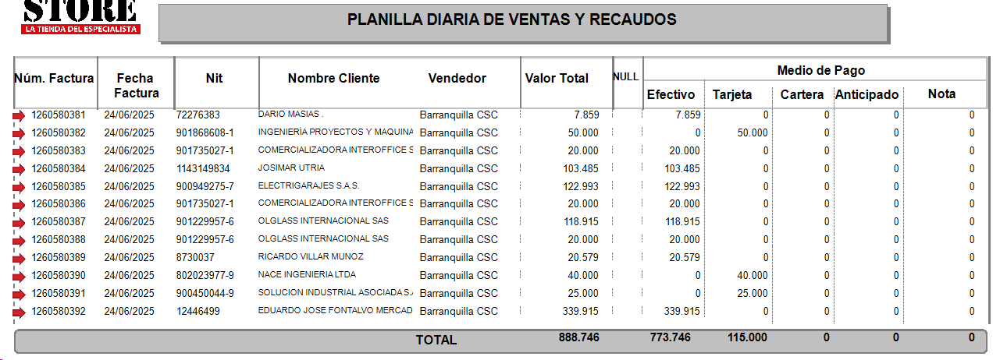 STORE
LA TIENDA DEL ESPECIALISTA
PLANILLA DIARIA DE VENTAS Y RECAUDOS
Núm. Factura Fecha Factura Nit Nombre Cliente Vendedor Valor Total NULL Medio de Pago
Efectivo Tarjeta Cartera Anticipado Nota
1260580381 24/06/2025 72276383 DARIO MASIAS . Barranquilla CSC 7.859 7.859 0 0 0 0
1260580382 24/06/2025 901868608-1 INGENIERÌA PROYECTOS Y MAQUINA Barranquilla CSC 50.000 0 50.000 0 0 0
1260580383 24/06/2025 901735027-1 COMERCIALIZADORA INTEROFFICE S Barranquilla CSC 20.000 20.000 0 0 0 0
1260580384 24/06/2025 1143149834 JOSIMAR UTRIA Barranquilla CSC 103.485 103.485 0 0 0 0
1260580385 24/06/2025 900949275-7 ELECTRIGARAJES S.A.S. Barranquilla CSC 122.993 122.993 0 0 0 0
1260580386 24/06/2025 901735027-1 COMERCIALIZADORA INTEROFFICE S Barranquilla CSC 20.000 20.000 0 0 0 0
1260580387 24/06/2025 901229957-6 OLGLASS INTERNACIONAL SAS Barranquilla CSC 118.915 118.915 0 0 0 0
1260580388 24/06/2025 901229957-6 OLGLASS INTERNACIONAL SAS Barranquilla CSC 20.000 20.000 0 0 0 0
1260580389 24/06/2025 8730037 RICARDO VILLAR MUNOZ Barranquilla CSC 20.579 20.579 0 0 0 0
1260580390 24/06/2025 802023977-9 NACE INGENIERIA LTDA Barranquilla CSC 40.000 0 40.000 0 0 0
1260580391 24/06/2025 900450044-9 SOLUCION INDUSTRIAL ASOCIADA S.A Barranquilla CSC 25.000 0 25.000 0 0 0
1260580392 24/06/2025 12446499 EDUARDO JOSE FONTALVO MERCAD Barranquilla CSC 339.915 339.915 0 0 0 0
TOTAL 888.746 773.746 115.000 0 0 0